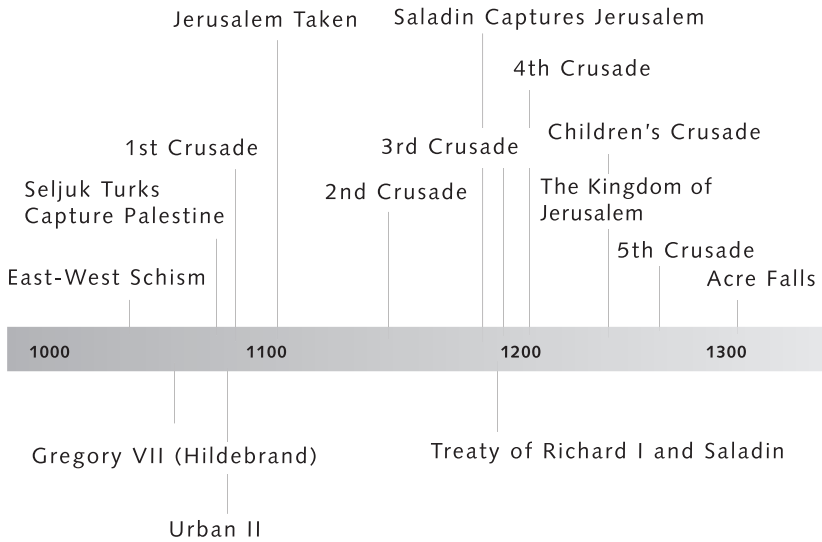 Jerusalem Taken
Saladin Captures Jerusalem
4th Crusade
Children's Crusade
1st Crusade
3rd Crusade
Seljuk Turks
Capture Palestine
2nd Crusade
The Kingdom of
Jerusalem
5th Crusade
East-West Schism
Acre Falls
1000 1100 1200 1300
Gregory VII (Hildebrand)
Treaty of Richard I and Saladin
Urban II